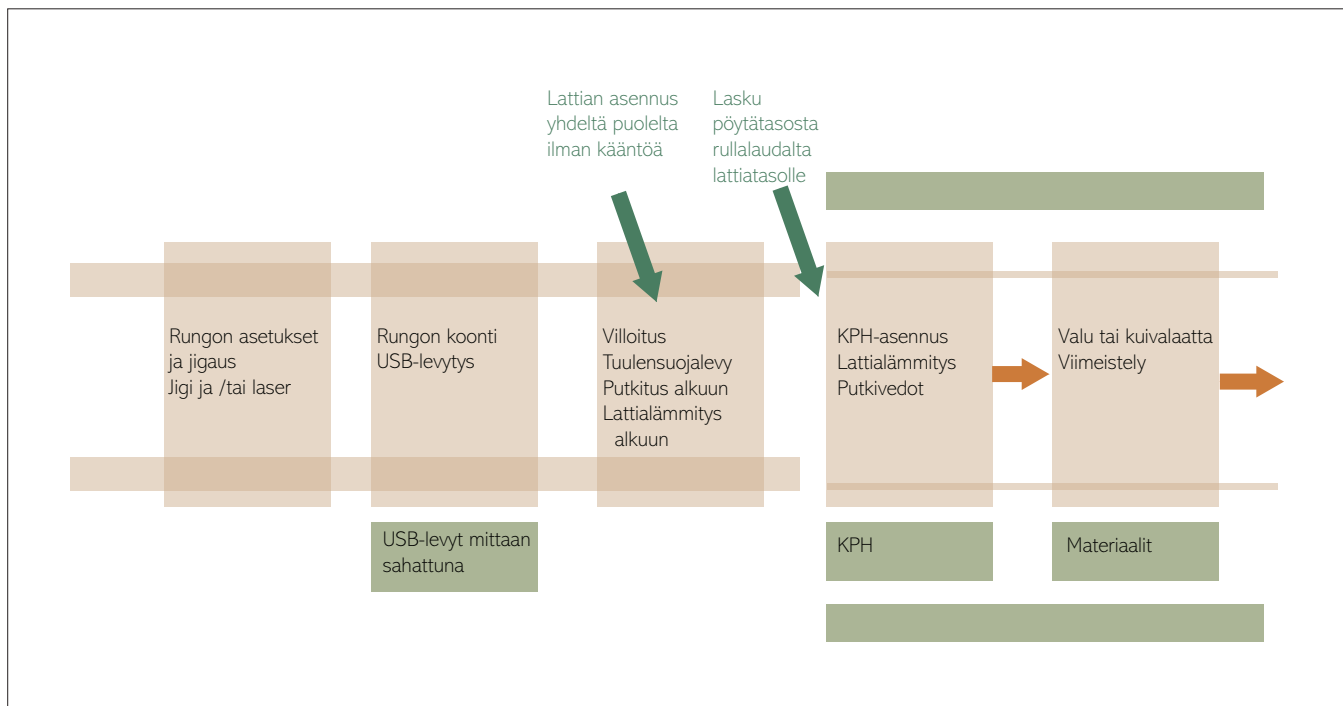 Lattian asennus
yhdeltä puolelta
ilman kääntöä
Lasku
pöytätasosta
rullalaudalta
lattiatasolle
Rungon asetukset
ja jigaus
Jigi ja /tai laser
Rungon koonti
USB-levytys
Villoitus
Tuulensuojalevy
Putkitus alkuun
Lattialämmitys
alkuun
KPH-asennus
Lattialämmitys
Putkivedot
Valu tai kuivalaatta
Viimeistely
USB-levyt mittaan
sahattuna
KPH
Materiaalit